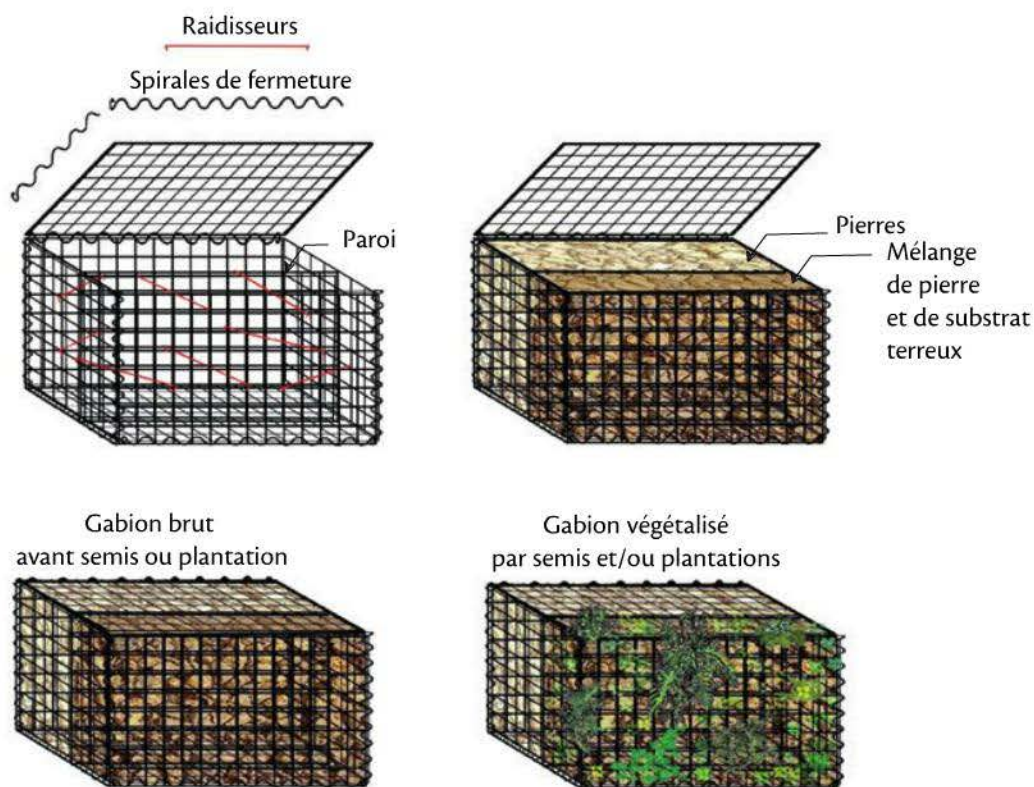 Raidisseurs
Spirales de fermeture
Paroi
Pierres
Mélange
de pierre
et de substrat
terreux
Gabion brut
avant semis ou plantation
Gabion végétalisé
par semis et/ou plantations